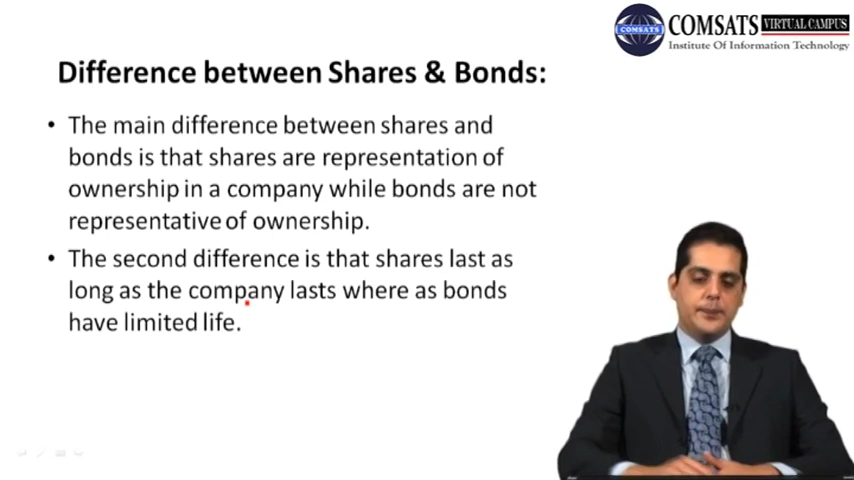 COMSATS VIRTUAL CAMPUS
COMSATS
Institute Of Information Technology
Difference between Shares & Bonds:
• The main difference between shares and
bonds is that shares are representation of
ownership in a company while bonds are not
representative of ownership.
• The second difference is that shares last as
long as the company lasts where as bonds
have limited life.